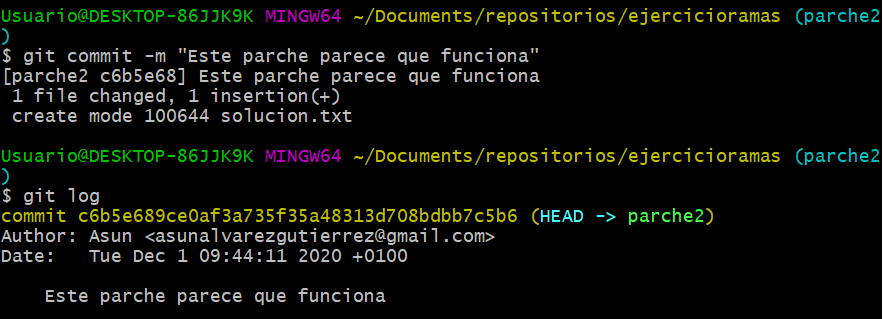 Usuario@DESKTOP-86JJK9K MINGW64 ~/Documents/repositorios/ejercicioramas (parche2
)
$ git commit -m "Este parche parece que funciona"
[parche2 c6b5e68] Este parche parece que funciona
 1 file changed, 1 insertion(+)
 create mode 100644 solucion.txt
Usuario@DESKTOP-86JJK9K MINGW64 ~/Documents/repositorios/ejercicioramas (parche2
)
$ git log
commit c6b5e689ce0af3a735f35a48313d708bdbb7c5b6 (HEAD -> parche2)
Author: Asun <asunalvarezgutierrez@gmail.com>
Date:   Tue Dec 1 09:44:11 2020 +0100
    Este parche parece que funciona